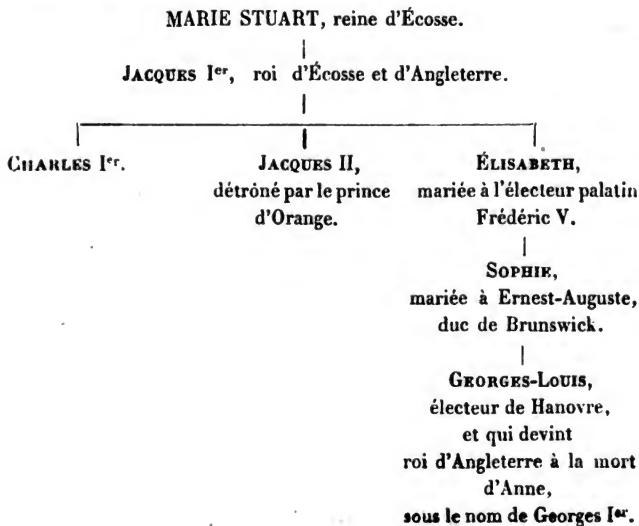 MARIE STUART, reine d'Écosse.
JACQUES Ier, roi d'Écosse et d'Angleterre.
CHARLES Ier.
JACQUES II,
détrôné par le prince
d'Orange.
ÉLISABETH,
mariée à l'électeur palatin
Frédéric V.
SOPHIE,
mariée à Ernest-Auguste,
duc de Brunswick.
GEORGES-LOUIS,
électeur de Hanovre,
et qui devint
roi d'Angleterre à la mort
d'Anne,
sous le nom de Georges Ier.